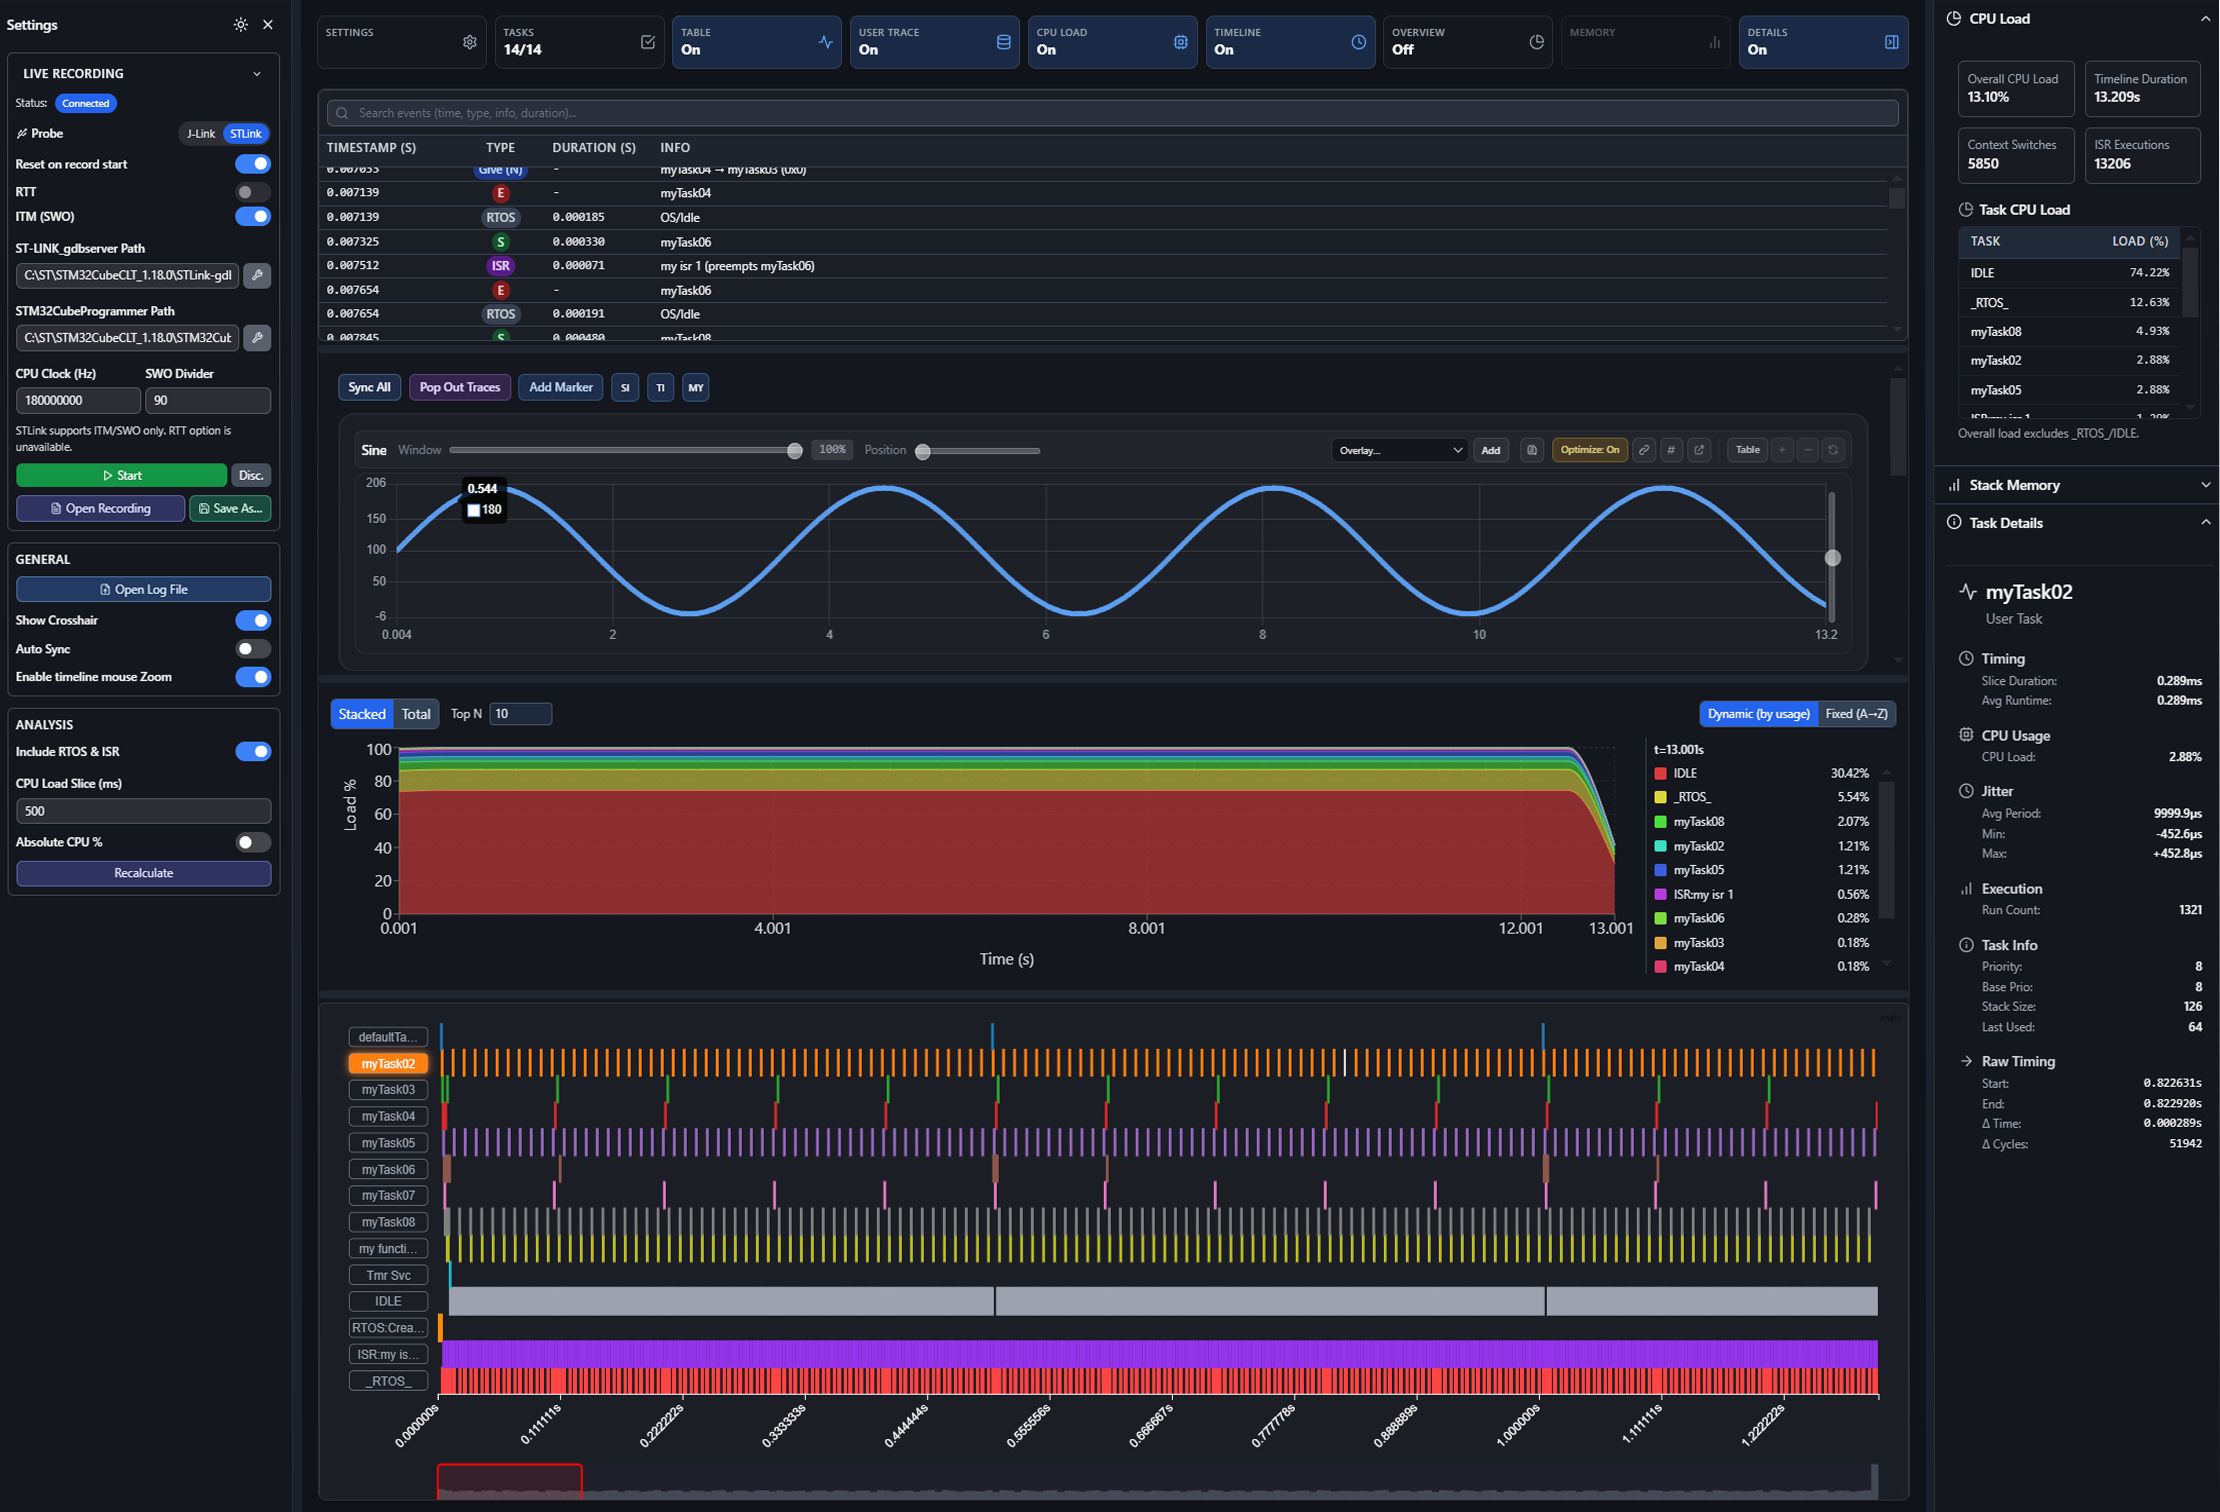 Settings
LIVE RECORDING
Status: Connected
Probe J-Link STLink
Reset on record start
RTT
ITM (SWO)
ST-LINK_gdbserver Path
C:\ST\STM32CubeCLT_1.18.0\STLink-gdl
STM32CubeProgrammer Path
C:\ST\STM32CubeCLT_1.18.0\STM32Cut
CPU Clock (Hz) SWO Divider
180000000 90
STLink supports ITM/SWO only. RTT option is
unavailable.
Start Disc.
Open Recording Save As...
GENERAL
Open Log File
Show Crosshair
Auto Sync
Enable timeline mouse Zoom
ANALYSIS
Include RTOS & ISR
CPU Load Slice (ms)
500
Absolute CPU %
Recalculate
SETTINGS
TASKS
14/14
TABLE
On
USER TRACE
On
CPU LOAD
On
TIMELINE
On
OVERVIEW
Off
MEMORY
DETAILS
On
Search events (time, type, info, duration)...
TIMESTAMP (S) TYPE DURATION (S) INFO
0.007033 Give (N) - myTask04 → myTask03 (0x0)
0.007139 E - myTask04
0.007139 RTOS 0.000185 OS/Idle
0.007325 S 0.000330 myTask06
0.007512 ISR 0.000071 my isr 1 (preempts myTask06)
0.007654 E - myTask06
0.007654 RTOS 0.000191 OS/Idle
0.007845 S 0.000480 myTask08
Sync All Pop Out Traces Add Marker SI TI MY
Sine Window 100% Position Overlay... Add Optimize: On # Table + −
206
150
100
50
-6
0.544
180
0.004 2 4 6 8 10 13.2
Stacked Total Top N 10 Dynamic (by usage) Fixed (A→Z)
100
80
60
40
20
0
Load %
0.001 4.001 8.001 12.001 13.001
Time (s)
t=13.001s
IDLE 30.42%
_RTOS_ 5.54%
myTask08 2.07%
myTask02 1.21%
myTask05 1.21%
ISR:my isr 1 0.56%
myTask06 0.28%
myTask03 0.18%
myTask04 0.18%
defaultTa...
myTask02
myTask03
myTask04
myTask05
myTask06
myTask07
myTask08
my functi...
Tmr Svc
IDLE
RTOS:Crea...
ISR:my is...
_RTOS_
0.000000s 0.111111s 0.222222s 0.333333s 0.444444s 0.555556s 0.666667s 0.777778s 0.888889s 1.000000s 1.111111s 1.222222s
CPU Load
Overall CPU Load
13.10%
Timeline Duration
13.209s
Context Switches
5850
ISR Executions
13206
Task CPU Load
TASK LOAD (%)
IDLE 74.22%
_RTOS_ 12.63%
myTask08 4.93%
myTask02 2.88%
myTask05 2.88%
Overall load excludes _RTOS_/IDLE.
Stack Memory
Task Details
myTask02
User Task
Timing
Slice Duration: 0.289ms
Avg Runtime: 0.289ms
CPU Usage
CPU Load: 2.88%
Jitter
Avg Period: 9999.9μs
Min: -452.6μs
Max: +452.8μs
Execution
Run Count: 1321
Task Info
Priority: 8
Base Prio: 8
Stack Size: 126
Last Used: 64
Raw Timing
Start: 0.822631s
End: 0.822920s
Δ Time: 0.000289s
Δ Cycles: 51942